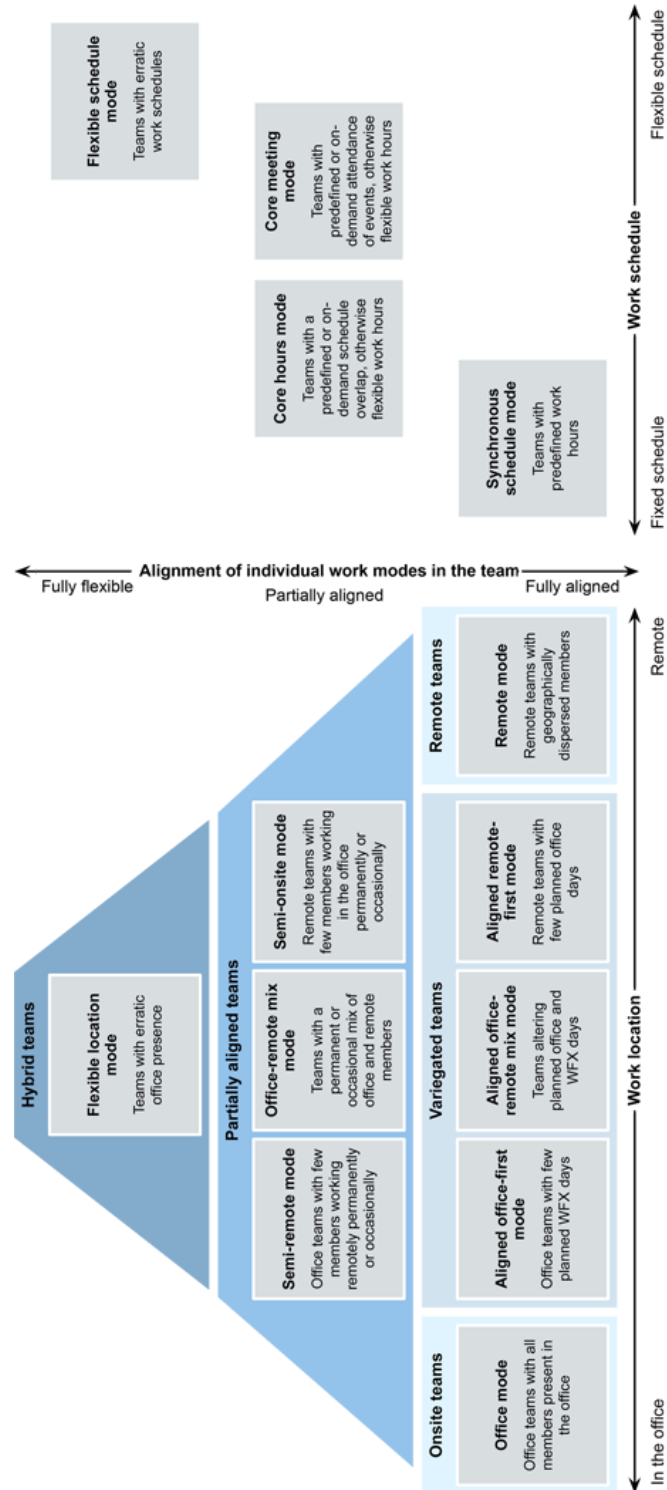 Hybrid teams
Flexible location
mode
Teams with erratic
office presence
Partially aligned teams
Semi-remote mode
Office teams with few
members working
remotely permanently
or occasionally
Office-remote mix
mode
Teams with a
permanent or
occasional mix of
office and remote
members
Semi-onsite mode
Remote teams with
few members working
in the office
permanently or
occasionally
Onsite teams
Office mode
Office teams with all
members present in
the office
Variegated teams
Aligned office-first
mode
Office teams with few
planned WFX days
Aligned office-
remote mix mode
Teams altering
planned office and
WFX days
Aligned remote-
first mode
Remote teams with
few planned office
days
Remote teams
Remote mode
Remote teams with
geographically
dispersed members
In the office
Work location
Remote
Fully flexible
Alignment of individual work modes in the team
Partially aligned
Fully aligned
Flexible schedule
mode
Teams with erratic
work schedules
Core hours mode
Teams with a
predefined or on-
demand schedule
overlap, otherwise
flexible work hours
Core meeting
mode
Teams with
predefined or on-
demand attendance
of events, otherwise
flexible work hours
Synchronous
schedule mode
Teams with
predefined work
hours
Fixed schedule
Work schedule
Flexible schedule